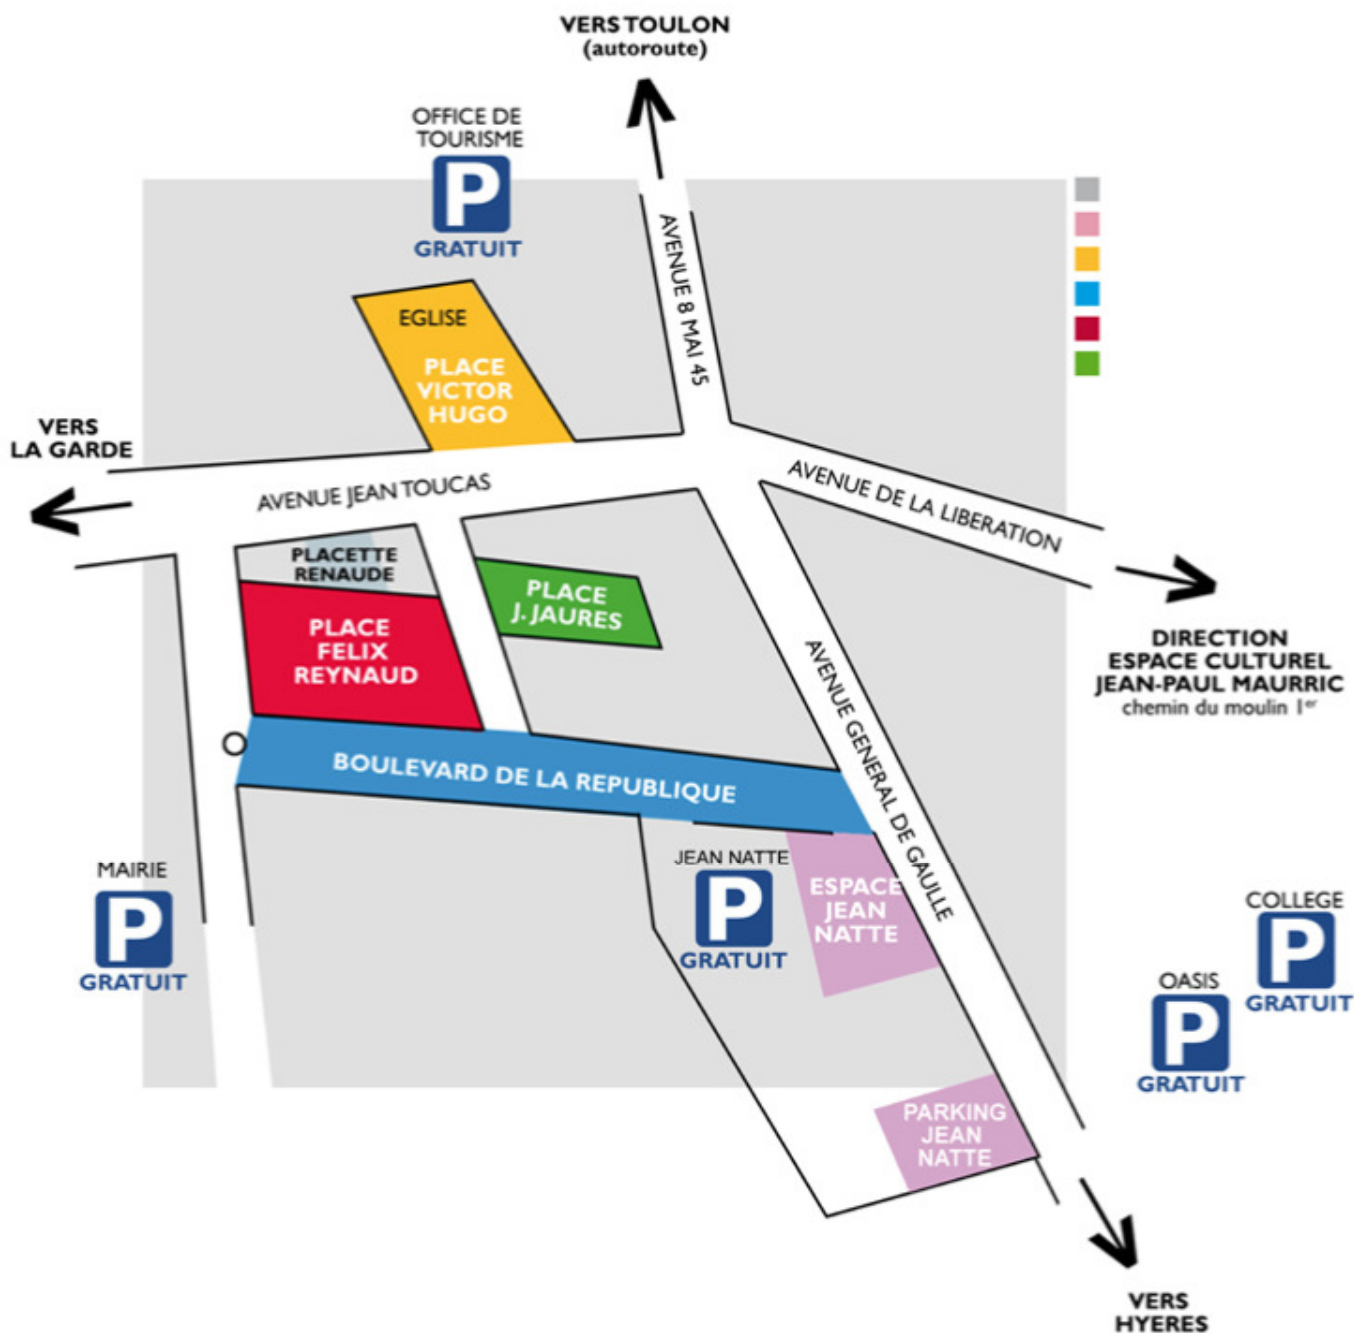 VERS TOULON
(autoroute)
OFFICE DE
TOURISME
P
GRATUIT
AVENUE 8 MAI 45
EGLISE
PLACE
VICTOR
HUGO
VERS
LA GARDE
AVENUE JEAN TOUCAS
AVENUE DE LA LIBERATION
PLACETTE
RENAUDE
PLACE
J. JAURES
PLACE
FELIX
REYNAUD
DIRECTION
ESPACE CULTUREL
JEAN-PAUL MAURRIC
chemin du moulin 1er
AVENUE GENERAL DE GAULLE
BOULEVARD DE LA REPUBLIQUE
MAIRIE
P
GRATUIT
JEAN NATTE
P
GRATUIT
ESPACE
JEAN
NATTE
COLLEGE
P
GRATUIT
OASIS
P
GRATUIT
PARKING
JEAN
NATTE
VERS
HYERES